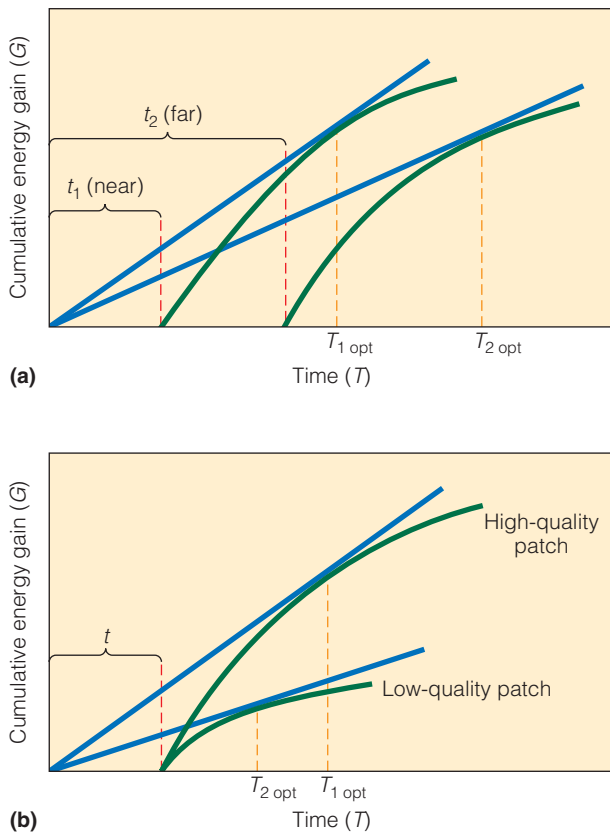 Cumulative energy gain (G)
t2 (far)
t1 (near)
T1 opt
T2 opt
(a)
Time (T)
Cumulative energy gain (G)
High-quality
patch
t
Low-quality patch
T2 opt
T1 opt
(b)
Time (T)